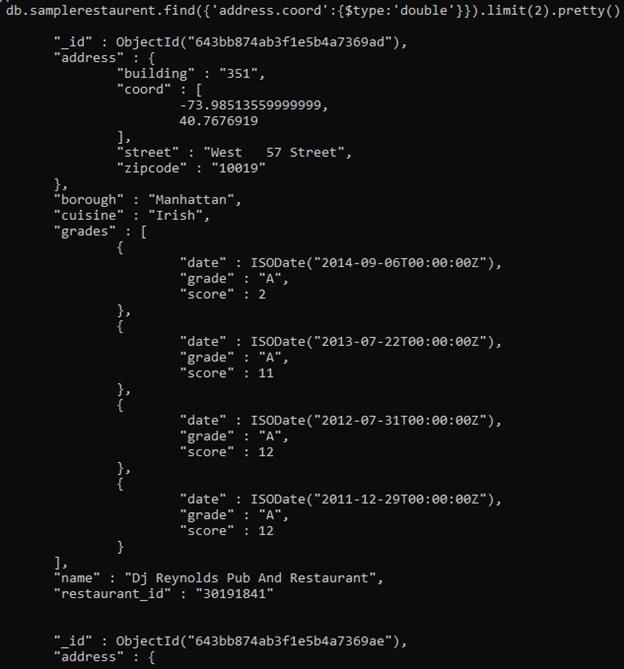 db.samplerestaurent.find({'address.coord':{$type:'double'}}).limit(2).pretty()
"_id" : ObjectId("643bb874ab3f1e5b4a7369ad"),
"address" : {
"building" : "351",
"coord" : [
-73.98513559999999,
40.7676919
],
"street" : "West   57 Street",
"zipcode" : "10019"
},
"borough" : "Manhattan",
"cuisine" : "Irish",
"grades" : [
{
"date" : ISODate("2014-09-06T00:00:00Z"),
"grade" : "A",
"score" : 2
},
{
"date" : ISODate("2013-07-22T00:00:00Z"),
"grade" : "A",
"score" : 11
},
{
"date" : ISODate("2012-07-31T00:00:00Z"),
"grade" : "A",
"score" : 12
},
{
"date" : ISODate("2011-12-29T00:00:00Z"),
"grade" : "A",
"score" : 12
}
],
"name" : "Dj Reynolds Pub And Restaurant",
"restaurant_id" : "30191841"
"_id" : ObjectId("643bb874ab3f1e5b4a7369ae"),
"address" : {